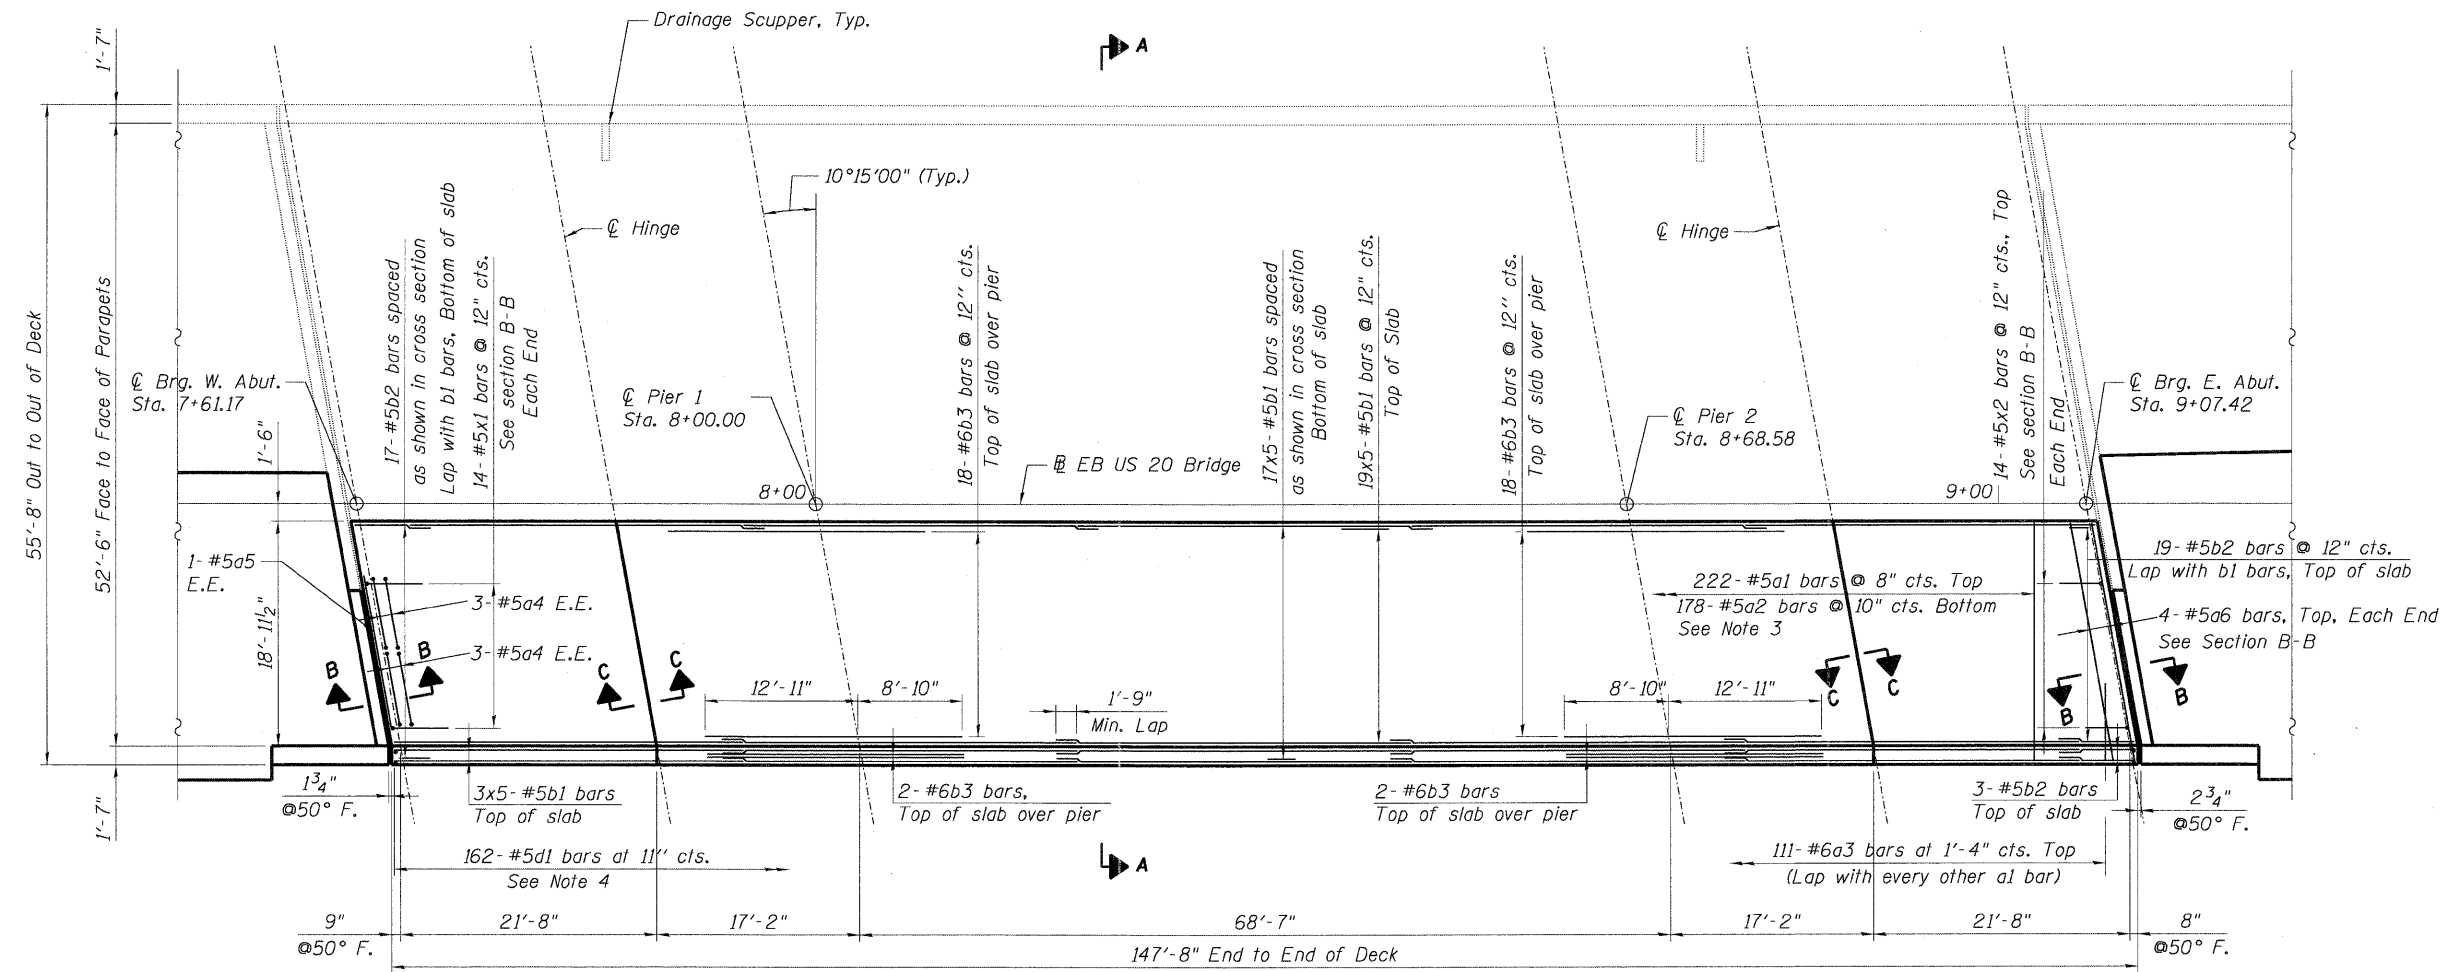 Drainage Scupper, Typ.
A
1'-7"
10°15'00" (Typ.)
℄ Hinge
℄ Hinge
55'-8" Out to Out of Deck
52'-6" Face to Face of Parapets
17- #5b2 bars spaced
as shown in cross section
Lap with b1 bars, Bottom of slab
14- #5x1 bars @ 12" cts.
See section B-B
Each End
18- #6b3 bars @ 12" cts.
Top of slab over pier
17x5- #5b1 bars spaced
as shown in cross section
Bottom of slab
19x5- #5b1 bars @ 12" cts.
Top of Slab
18- #6b3 bars @ 12" cts.
Top of slab over pier
14- #5x2 bars @ 12" cts., Top
See section B-B
Each End
℄ Brg. W. Abut.
Sta. 7+61.17
℄ Pier 1
Sta. 8+00.00
℄ Pier 2
Sta. 8+68.58
℄ Brg. E. Abut.
Sta. 9+07.42
1'-6"
8+00
EB US 20 Bridge
9+00
1- #5a5
E.E.
18'-11½"
3- #5a4 E.E.
3- #5a4 E.E.
222- #5a1 bars @ 8" cts. Top
178- #5a2 bars @ 10" cts. Bottom
See Note 3
19- #5b2 bars @ 12" cts.
Lap with b1 bars, Top of slab
4- #5a6 bars, Top, Each End
See Section B-B
B
B
C
C
C
C
B
B
12'-11"
8'-10"
1'-9"
Min. Lap
8'-10"
12'-11"
1'-7"
1¾"
@50° F.
3x5- #5b1 bars
Top of slab
2- #6b3 bars,
Top of slab over pier
2- #6b3 bars
Top of slab over pier
3- #5b2 bars
Top of slab
2¾"
@50° F.
162- #5d1 bars at 11" cts.
See Note 4
A
111- #6a3 bars at 1'-4" cts. Top
(Lap with every other a1 bar)
9"
@50° F.
21'-8"
17'-2"
68'-7"
17'-2"
21'-8"
8"
@50° F.
147'-8" End to End of Deck